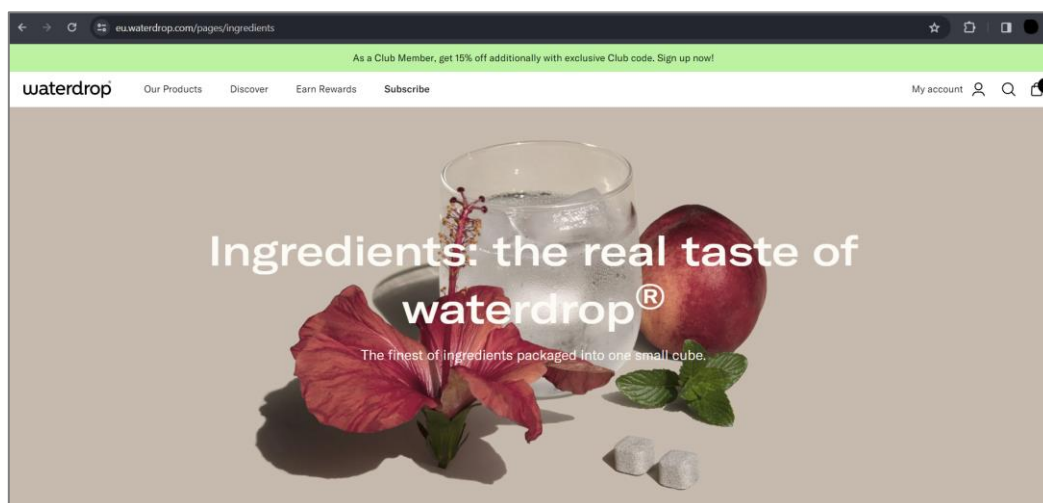 eu.waterdrop.com/pages/ingredients
As a Club Member, get 15% off additionally with exclusive Club code. Sign up now!
waterdrop®
Our Products Discover Earn Rewards Subscribe My account
Ingredients: the real taste of
waterdrop®
The finest of ingredients packaged into one small cube.